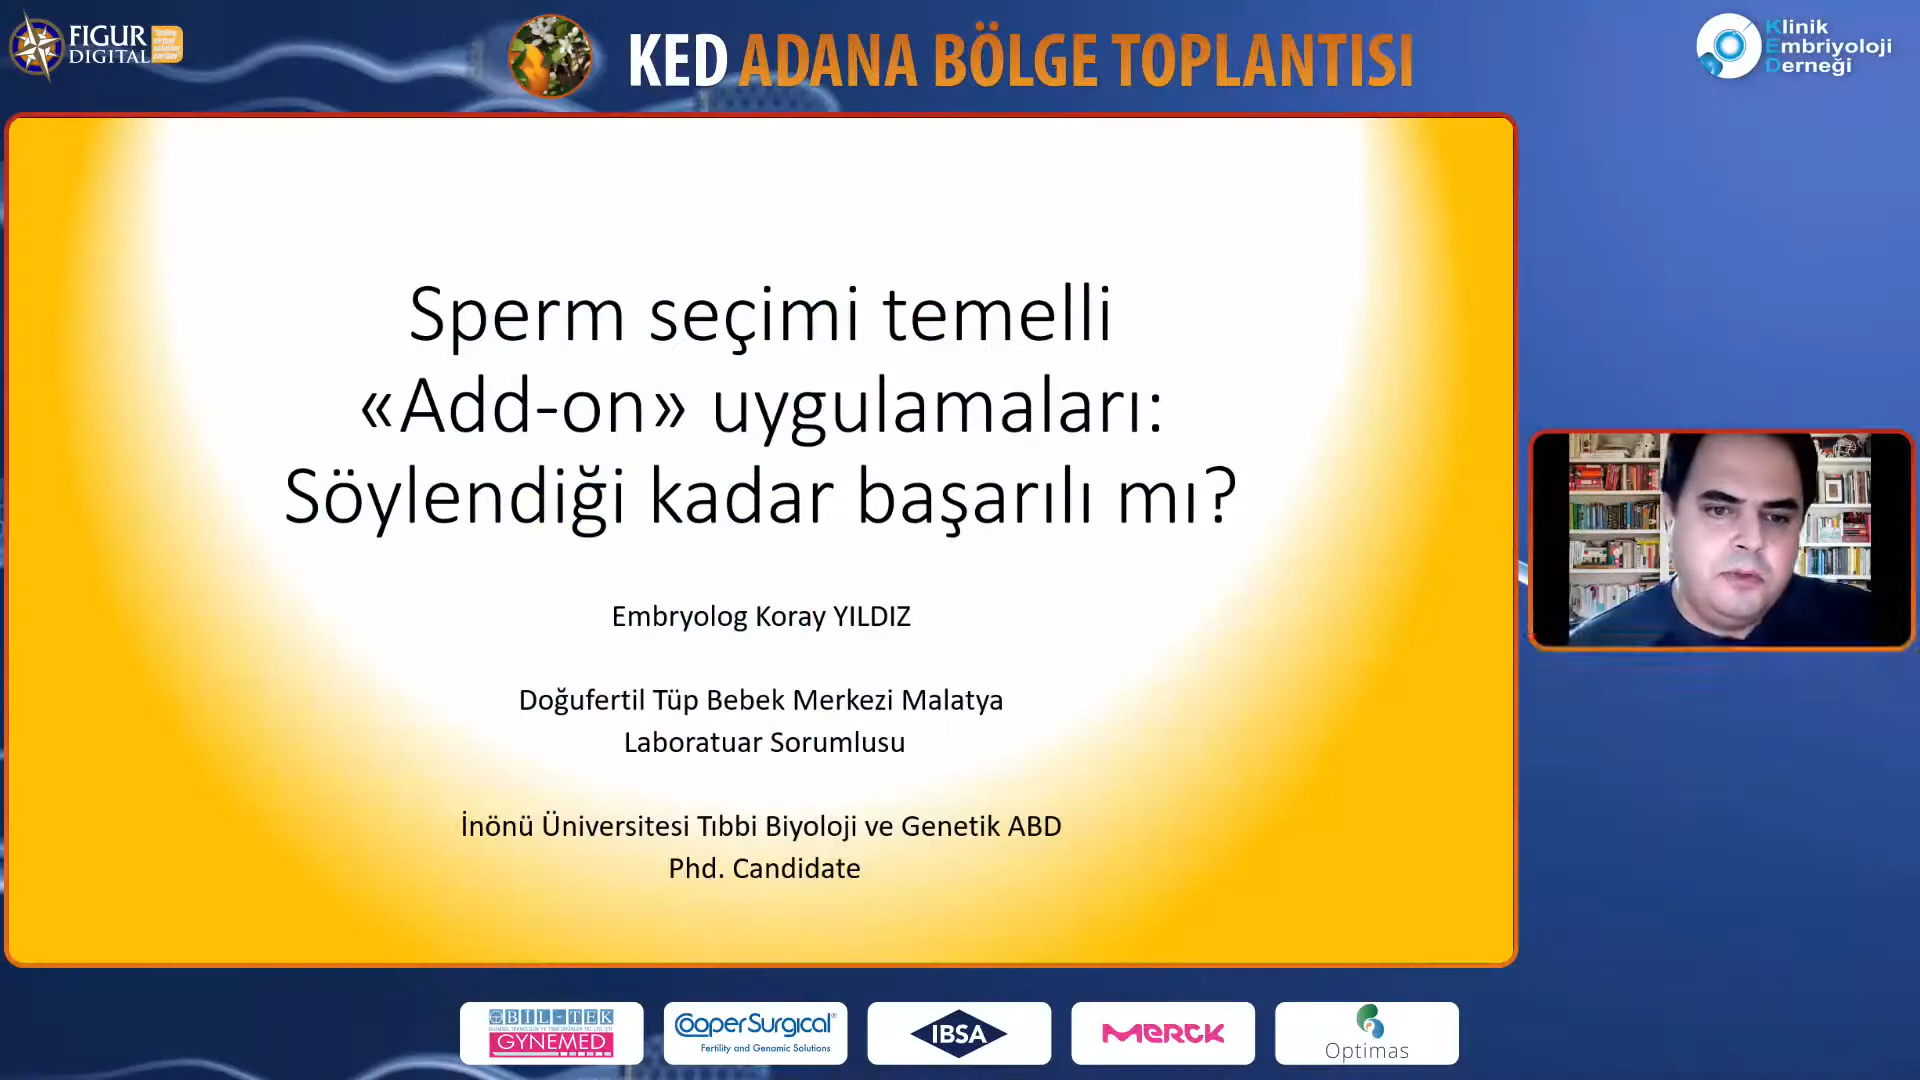 FIGUR
DIGITAL
KED ADANA BÖLGE TOPLANTISI
Klinik
Embriyoloji
Derneği
Sperm seçimi temelli
«Add-on» uygulamaları:
Söylendiği kadar başarılı mı?
Embryolog Koray YILDIZ
Doğufertil Tüp Bebek Merkezi Malatya
Laboratuar Sorumlusu
İnönü Üniversitesi Tıbbi Biyoloji ve Genetik ABD
Phd. Candidate
BİL-TEK
GYNEMED
CooperSurgical
Fertility and Genomic Solutions
IBSA
MERCK
Optimas